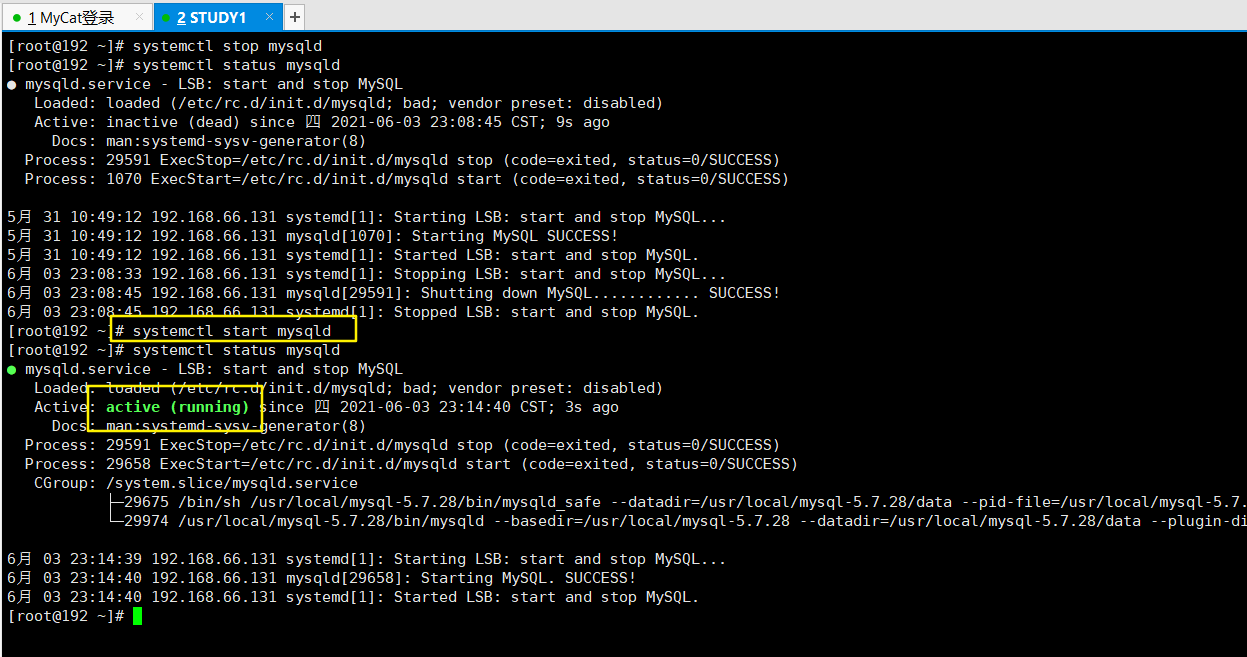 1 MyCat登录 × 2 STUDY1 × +
[root@192 ~]# systemctl stop mysqld
[root@192 ~]# systemctl status mysqld
● mysqld.service - LSB: start and stop MySQL
Loaded: loaded (/etc/rc.d/init.d/mysqld; bad; vendor preset: disabled)
Active: inactive (dead) since 四 2021-06-03 23:08:45 CST; 9s ago
Docs: man:systemd-sysv-generator(8)
Process: 29591 ExecStop=/etc/rc.d/init.d/mysqld stop (code=exited, status=0/SUCCESS)
Process: 1070 ExecStart=/etc/rc.d/init.d/mysqld start (code=exited, status=0/SUCCESS)
5月 31 10:49:12 192.168.66.131 systemd[1]: Starting LSB: start and stop MySQL...
5月 31 10:49:12 192.168.66.131 mysqld[1070]: Starting MySQL SUCCESS!
5月 31 10:49:12 192.168.66.131 systemd[1]: Started LSB: start and stop MySQL.
6月 03 23:08:33 192.168.66.131 systemd[1]: Stopping LSB: start and stop MySQL...
6月 03 23:08:45 192.168.66.131 mysqld[29591]: Shutting down MySQL............ SUCCESS!
6月 03 23:08:45 192.168.66.131 systemd[1]: Stopped LSB: start and stop MySQL.
[root@192 ~]# systemctl start mysqld
[root@192 ~]# systemctl status mysqld
● mysqld.service - LSB: start and stop MySQL
Loaded: loaded (/etc/rc.d/init.d/mysqld; bad; vendor preset: disabled)
Active: active (running) since 四 2021-06-03 23:14:40 CST; 3s ago
Docs: man:systemd-sysv-generator(8)
Process: 29591 ExecStop=/etc/rc.d/init.d/mysqld stop (code=exited, status=0/SUCCESS)
Process: 29658 ExecStart=/etc/rc.d/init.d/mysqld start (code=exited, status=0/SUCCESS)
CGroup: /system.slice/mysqld.service
├─29675 /bin/sh /usr/local/mysql-5.7.28/bin/mysqld_safe --datadir=/usr/local/mysql-5.7.28/data --pid-file=/usr/local/mysql-5.7.
└─29974 /usr/local/mysql-5.7.28/bin/mysqld --basedir=/usr/local/mysql-5.7.28 --datadir=/usr/local/mysql-5.7.28/data --plugin-di
6月 03 23:14:39 192.168.66.131 systemd[1]: Starting LSB: start and stop MySQL...
6月 03 23:14:40 192.168.66.131 mysqld[29658]: Starting MySQL. SUCCESS!
6月 03 23:14:40 192.168.66.131 systemd[1]: Started LSB: start and stop MySQL.
[root@192 ~]#